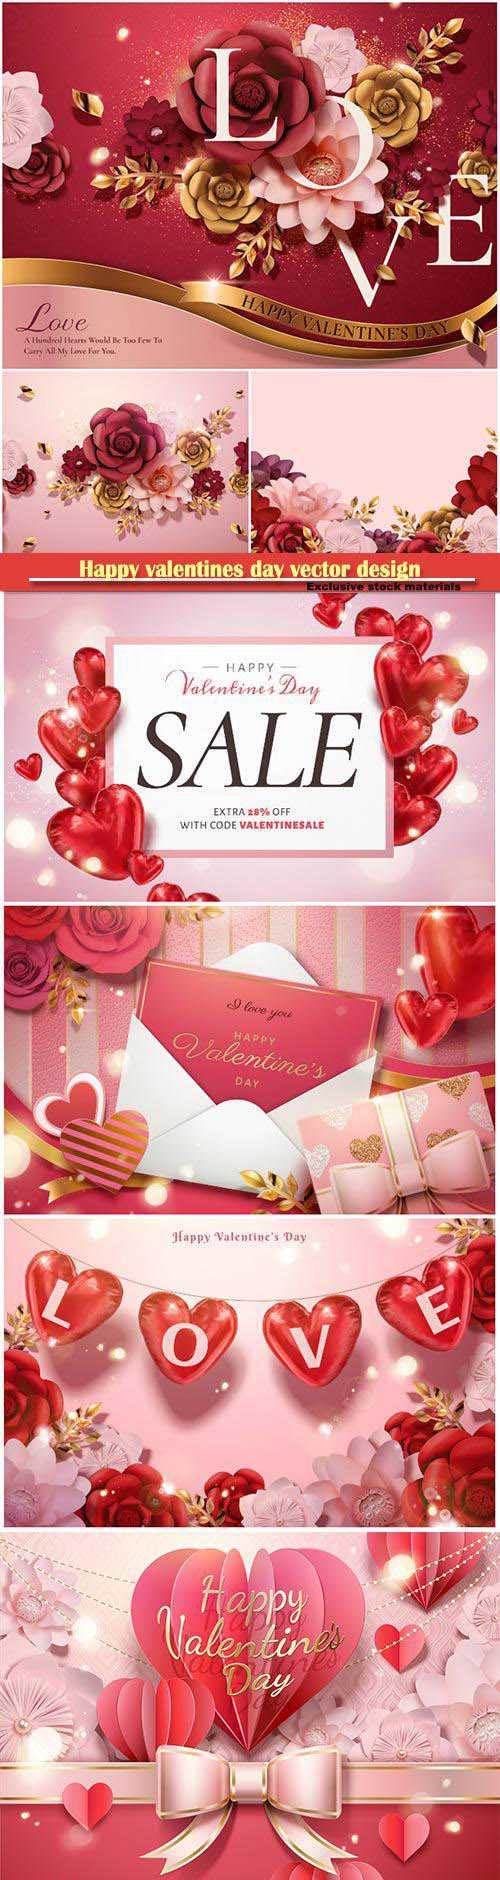 LOVE
HAPPY VALENTINE'S DAY
Love
A Hundred Hearts Would Be Too Few To
Carry All My Love For You.
Happy valentines day vector design
Exclusive stock materials
HAPPY
Valentine's Day
SALE
EXTRA 28% OFF
WITH CODE VALENTINESALE
I love you
HAPPY
Valentine's
DAY
Happy Valentine's Day
LOVE
Happy
Valentine's
Day